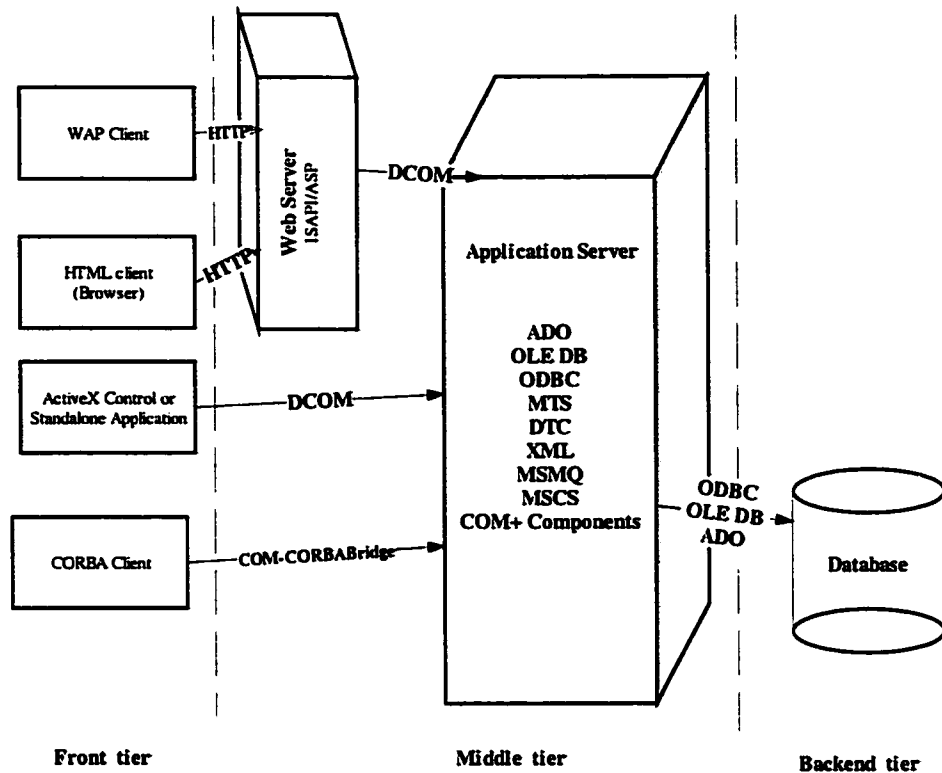 WAP Client
HTTP
Web Server
ISAPI/ASP
DCOM
HTML client
(Browser)
HTTP
Application Server
ADO
OLE DB
ODBC
MTS
DTC
XML
MSMQ
MSCS
COM+ Components
ActiveX Control or
Standalone Application
DCOM
CORBA Client
COM-CORBABridge
ODBC
OLE DB
ADO
Database
Front tier
Middle tier
Backend tier